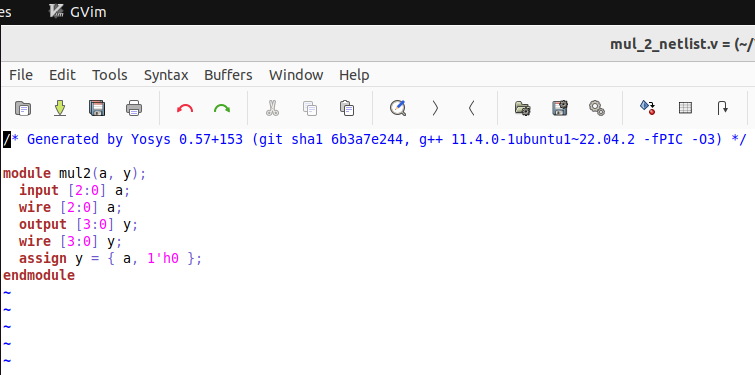 es GVim
mul_2_netlist.v = (~/
File Edit Tools Syntax Buffers Window Help
/* Generated by Yosys 0.57+153 (git sha1 6b3a7e244, g++ 11.4.0-1ubuntu1~22.04.2 -fPIC -O3) */
module mul2(a, y);
input [2:0] a;
wire [2:0] a;
output [3:0] y;
wire [3:0] y;
assign y = { a, 1'h0 };
endmodule
~
~
~
~
~